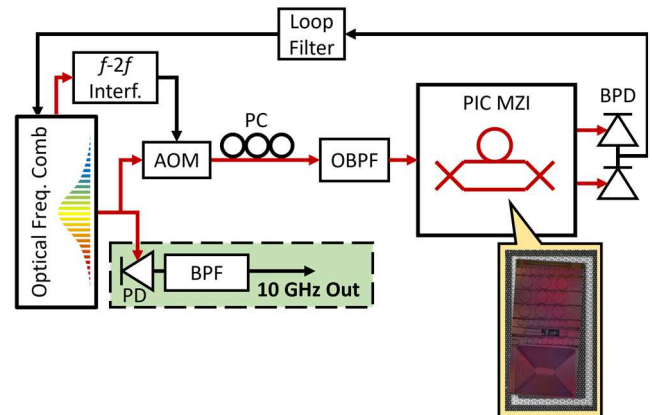 Loop
Filter
f-2f
Interf.
Optical Freq. Comb
AOM
PC
OBPF
PIC MZI
BPD
PD
BPF
10 GHz Out